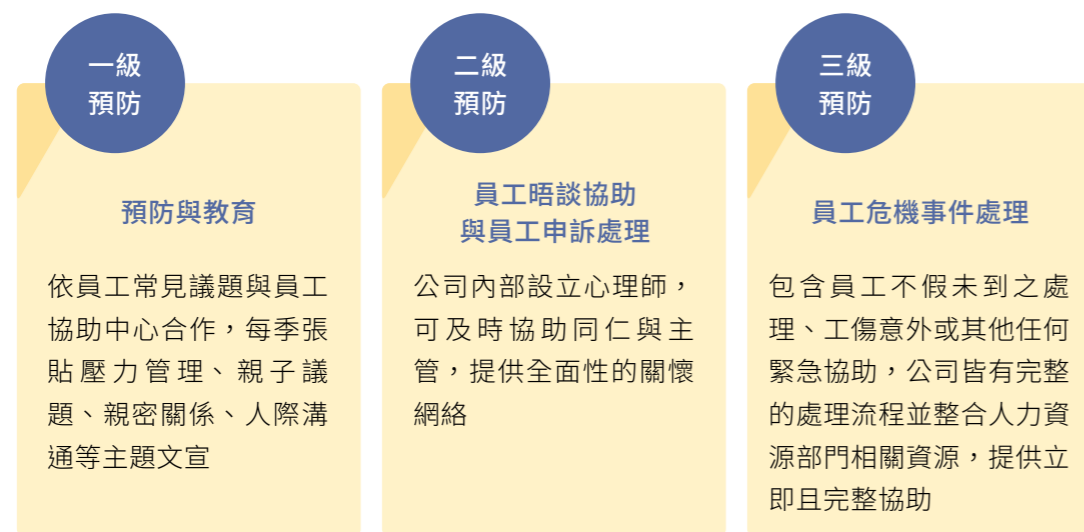 一級
預防
預防與教育
依員工常見議題與員工
協助中心合作，每季張
貼壓力管理、親子議
題、親密關係、人際溝
通等主題文宣
二級
預防
員工晤談協助
與員工申訴處理
公司內部設立心理師，
可及時協助同仁與主
管，提供全面性的關懷
網絡
三級
預防
員工危機事件處理
包含員工不假未到之處
理、工傷意外或其他任何
緊急協助，公司皆有完整
的處理流程並整合人力資
源部門相關資源，提供立
即且完整協助